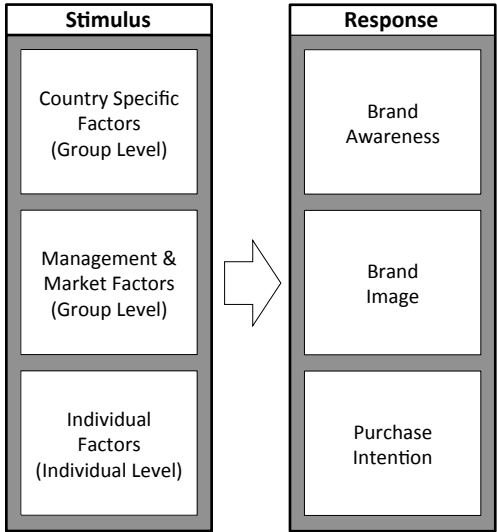 Stimulus
Country Specific
Factors
(Group Level)
Management &
Market Factors
(Group Level)
Individual
Factors
(Individual Level)
Response
Brand
Awareness
Brand
Image
Purchase
Intention